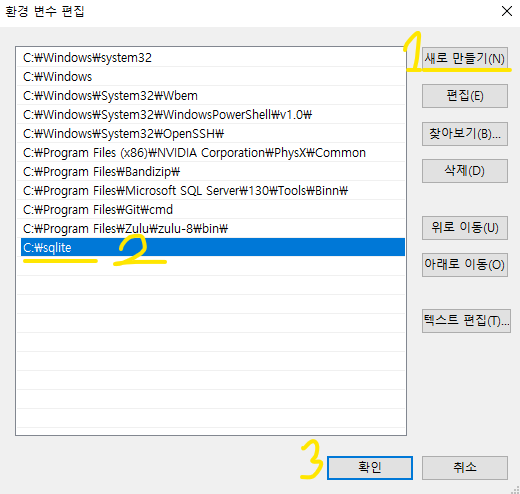 환경 변수 편집
C:₩Windows₩system32
C:₩Windows
C:₩Windows₩System32₩Wbem
C:₩Windows₩System32₩WindowsPowerShell₩v1.0₩
C:₩Windows₩System32₩OpenSSH₩
C:₩Program Files (x86)₩NVIDIA Corporation₩PhysX₩Common
C:₩Program Files₩Bandizip₩
C:₩Program Files₩Microsoft SQL Server₩130₩Tools₩Binn₩
C:₩Program Files₩Git₩cmd
C:₩Program Files₩Zulu₩zulu-8₩bin₩
C:₩sqlite
2
1
새로 만들기(N)
편집(E)
찾아보기(B)...
삭제(D)
위로 이동(U)
아래로 이동(O)
텍스트 편집(T)...
3
확인
취소